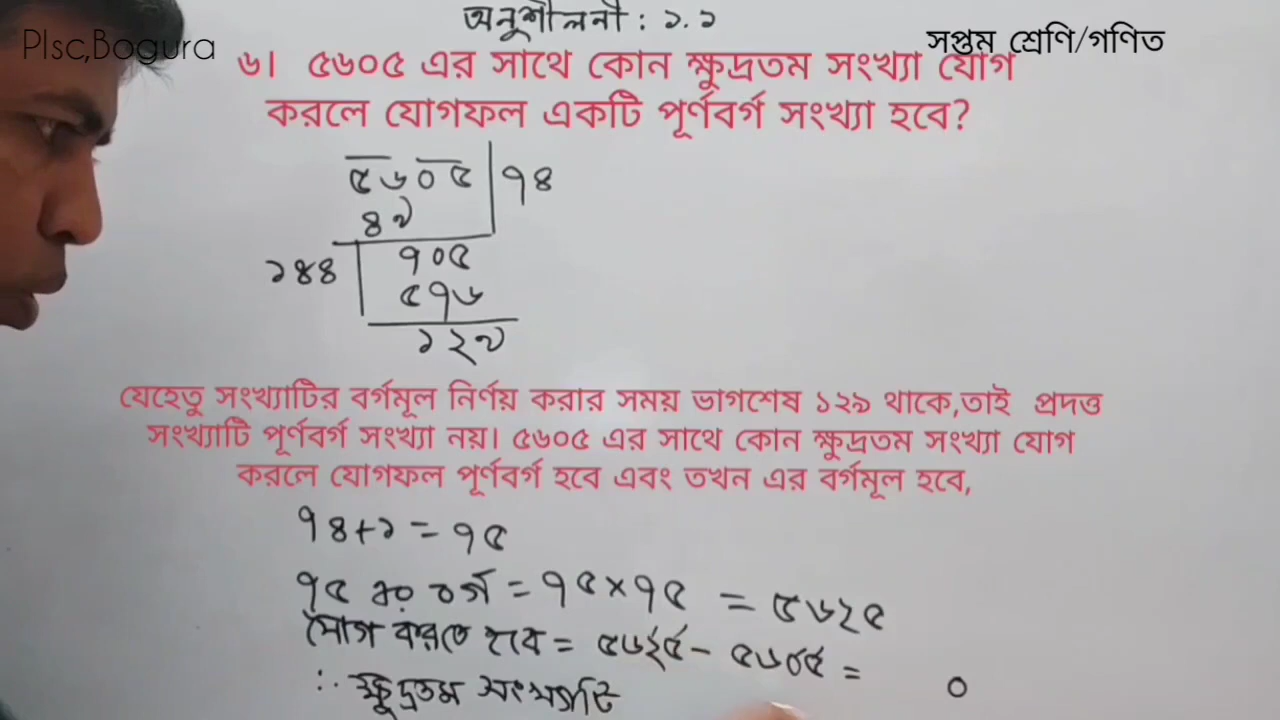 অনুশীলনী : ১.১
Plsc,Bogura
সপ্তম শ্রেণি/গণিত
৬। ৫৬০৫ এর সাথে কোন ক্ষুদ্রতম সংখ্যা যোগ
করলে যোগফল একটি পূর্ণবর্গ সংখ্যা হবে?
৫৬০৫ ৭৪
৪৯
১৪৪ ৭০৫
৫৭৬
১২৯
যেহেতু সংখ্যাটির বর্গমূল নির্ণয় করার সময় ভাগশেষ ১২৯ থাকে,তাই প্রদত্ত
সংখ্যাটি পূর্ণবর্গ সংখ্যা নয়। ৫৬০৫ এর সাথে কোন ক্ষুদ্রতম সংখ্যা যোগ
করলে যোগফল পূর্ণবর্গ হবে এবং তখন এর বর্গমূল হবে,
৭৪+১ = ৭৫
৭৫ এর বর্গ = ৭৫×৭৫ = ৫৬২৫
যোগ করতে হবে = ৫৬২৫ - ৫৬০৫ = ০
∴ ক্ষুদ্রতম সংখ্যাটি